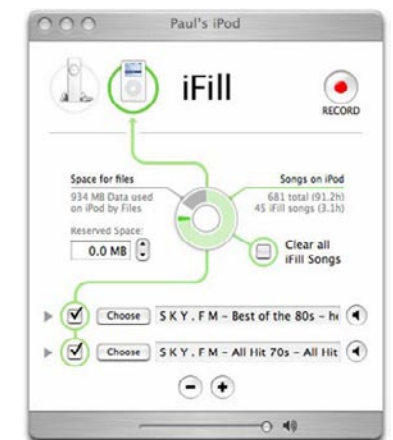 Paul's iPod
iFill
RECORD
Space for files
934 MB Data used
on iPod by Files
Songs on iPod
681 total (91.2h)
45 iFill songs (3.1h)
Reserved Space:
0.0 MB
Clear all
iFill Songs
Choose S K Y . F M – Best of the 80s – he
Choose S K Y . F M – All Hit 70s – All Hit